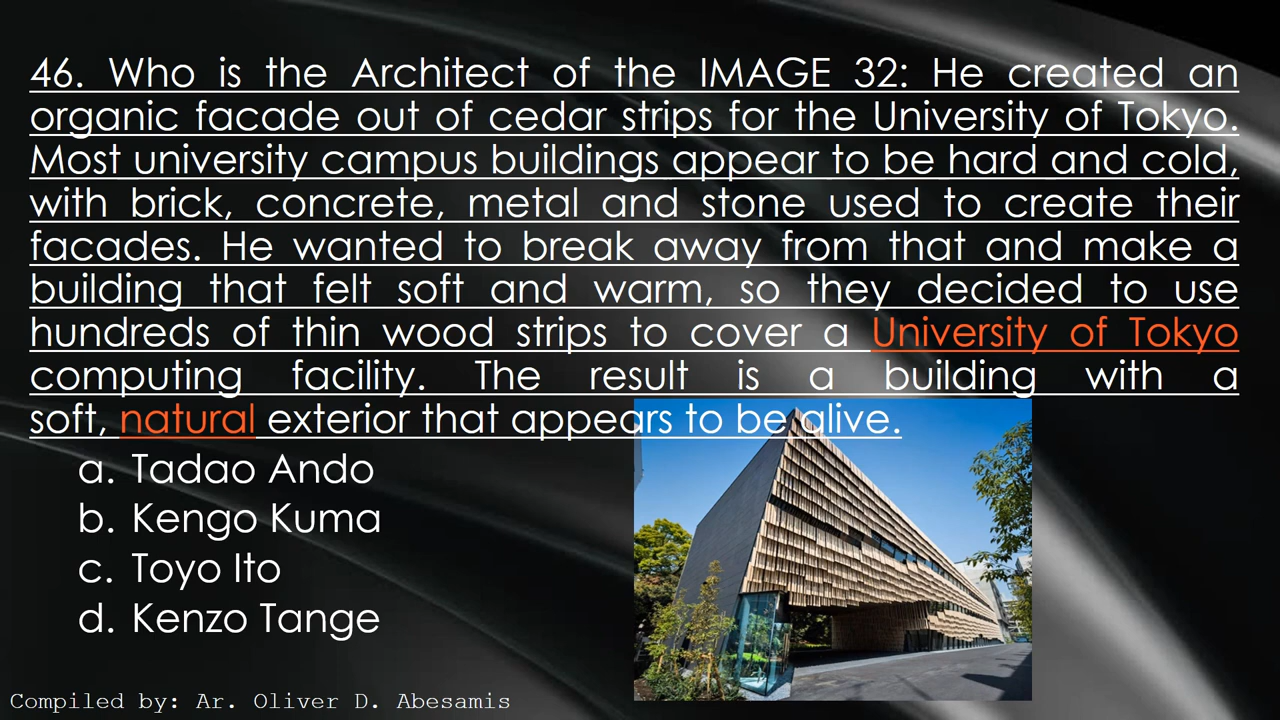 46. Who is the Architect of the IMAGE 32: He created an
organic facade out of cedar strips for the University of Tokyo.
Most university campus buildings appear to be hard and cold,
with brick, concrete, metal and stone used to create their
facades. He wanted to break away from that and make a
building that felt soft and warm, so they decided to use
hundreds of thin wood strips to cover a University of Tokyo
computing facility. The result is a building with a
soft, natural exterior that appears to be alive.
a. Tadao Ando
b. Kengo Kuma
c. Toyo Ito
d. Kenzo Tange
Compiled by: Ar. Oliver D. Abesamis